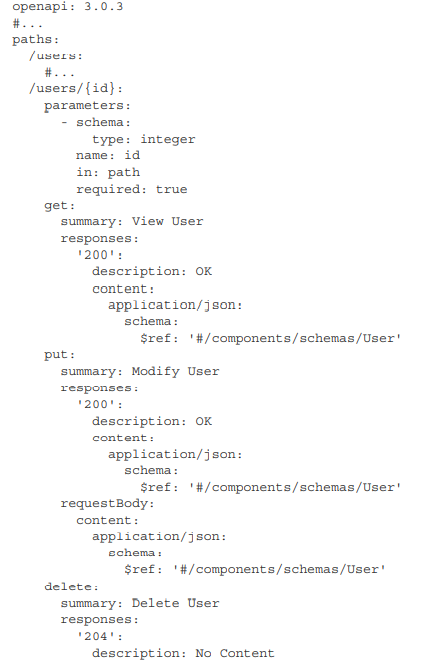 openapi: 3.0.3
#...
paths:
  /users:
    #...
  /users/{id}:
    parameters:
      - schema:
          type: integer
        name: id
        in: path
        required: true
    get:
      summary: View User
      responses:
        '200':
          description: OK
          content:
            application/json:
              schema:
                $ref: '#/components/schemas/User'
    put:
      summary: Modify User
      responses:
        '200':
          description: OK
          content:
            application/json:
              schema:
                $ref: '#/components/schemas/User'
      requestBody:
        content:
          application/json:
            schema:
              $ref: '#/components/schemas/User'
    delete:
      summary: Delete User
      responses:
        '204':
          description: No Content